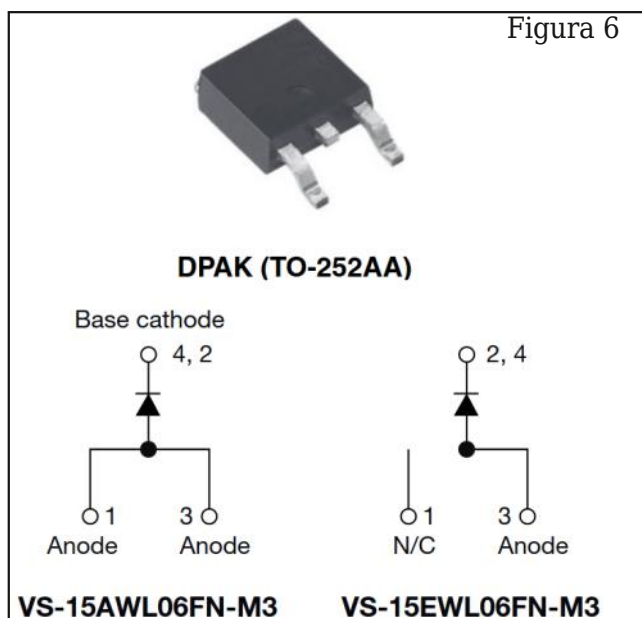 Figura 6
DPAK (TO-252AA)
Base cathode
4, 2
1
3
Anode
Anode
VS-15AWL06FN-M3
2, 4
1
3
N/C
Anode
VS-15EWL06FN-M3